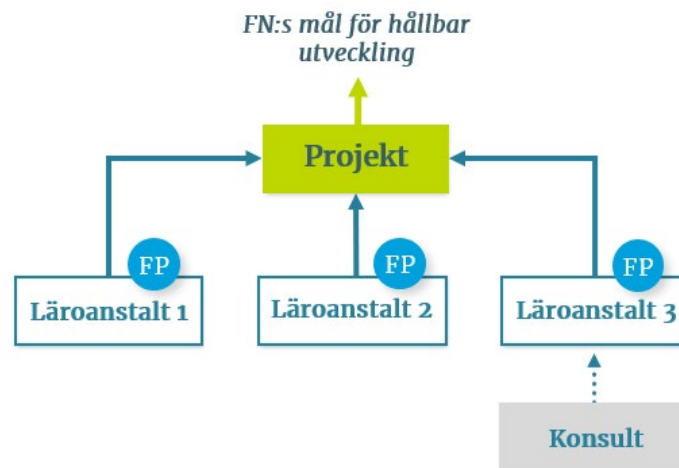 FN:s mål för hållbar
utveckling
Projekt
FP
FP
FP
Läroanstalt 1
Läroanstalt 2
Läroanstalt 3
Konsult